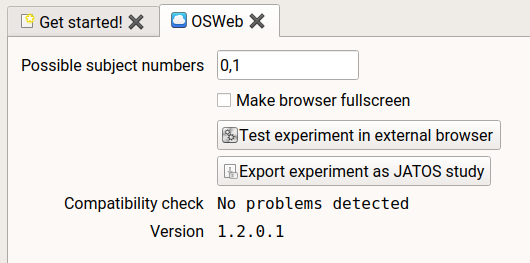 Get started! OSWeb
Possible subject numbers 0,1
Make browser fullscreen
Test experiment in external browser
Export experiment as JATOS study
Compatibility check No problems detected
Version 1.2.0.1